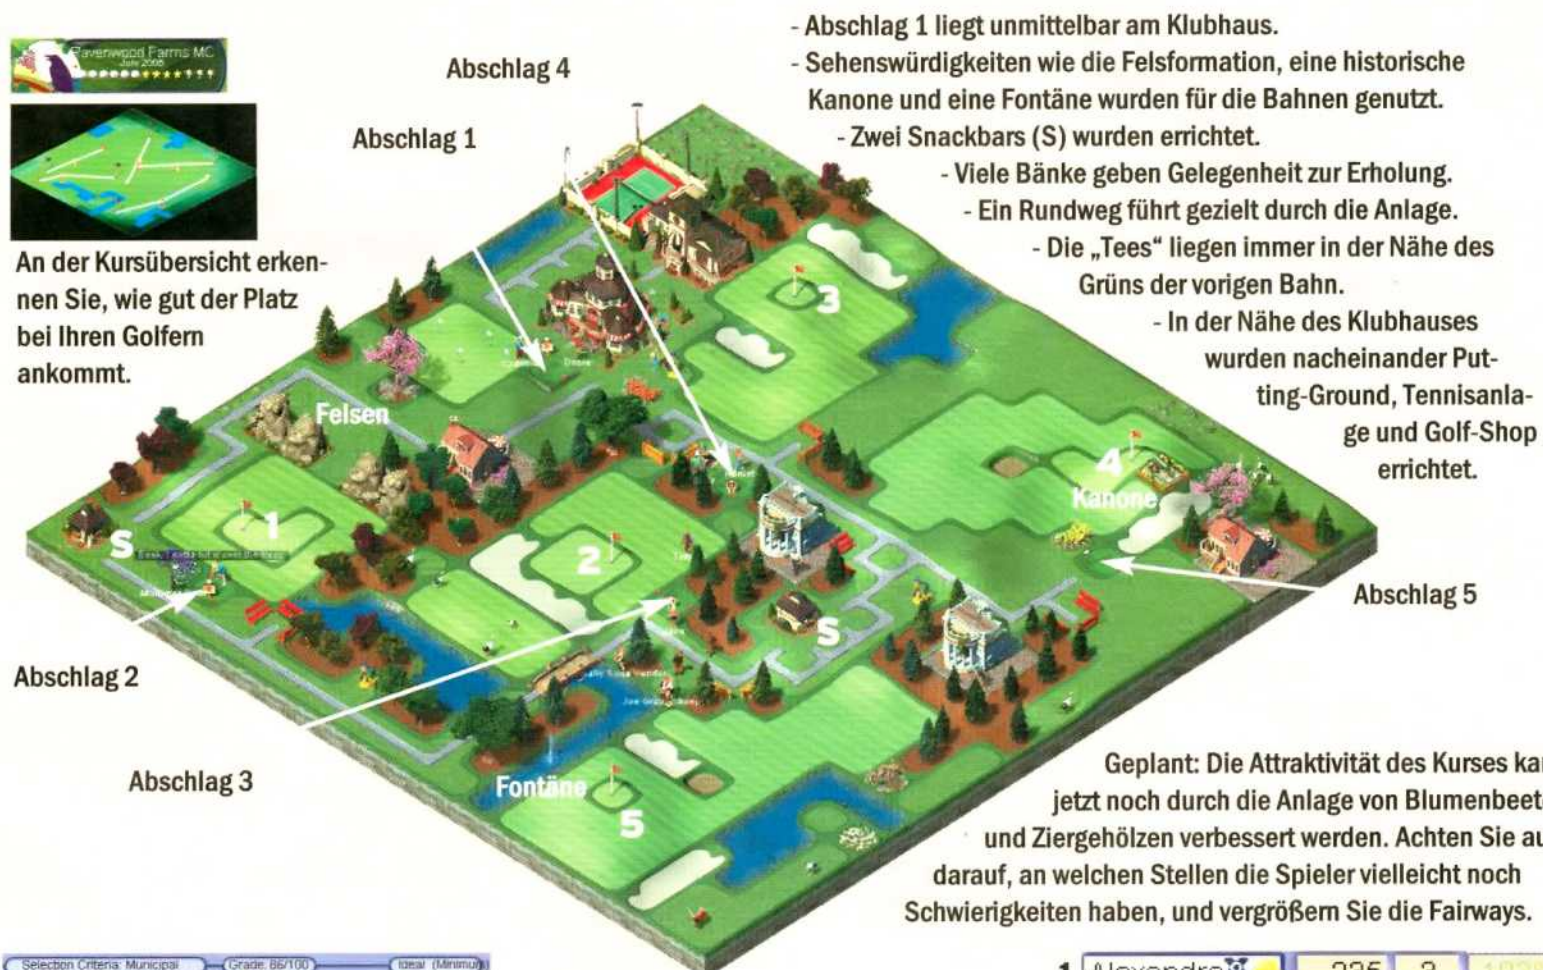 - Abschlag 1 liegt unmittelbar am Klubhaus.
- Sehenswürdigkeiten wie die Felsformation, eine historische
Kanone und eine Fontäne wurden für die Bahnen genutzt.
- Zwei Snackbars (S) wurden errichtet.
- Viele Bänke geben Gelegenheit zur Erholung.
- Ein Rundweg führt gezielt durch die Anlage.
- Die „Tees“ liegen immer in der Nähe des
Grüns der vorigen Bahn.
- In der Nähe des Klubhauses
wurden nacheinander Put-
ting-Ground, Tennisanla-
ge und Golf-Shop
errichtet.
Ravenwood Farms MC
An der Kursübersicht erken-
nen Sie, wie gut der Platz
bei Ihren Golfern
ankommt.
Abschlag 4
Abschlag 1
3
Felsen
4
Kanone
1
S
2
S
Abschlag 5
Abschlag 2
Abschlag 3
Fontäne
5
Geplant: Die Attraktivität des Kurses kan
jetzt noch durch die Anlage von Blumenbeete
und Ziergehölzen verbessert werden. Achten Sie au
darauf, an welchen Stellen die Spieler vielleicht noch
Schwierigkeiten haben, und vergrößern Sie die Fairways.
Selection Criteria: Municipal Grade: 86/100 Ideal (Minimum)